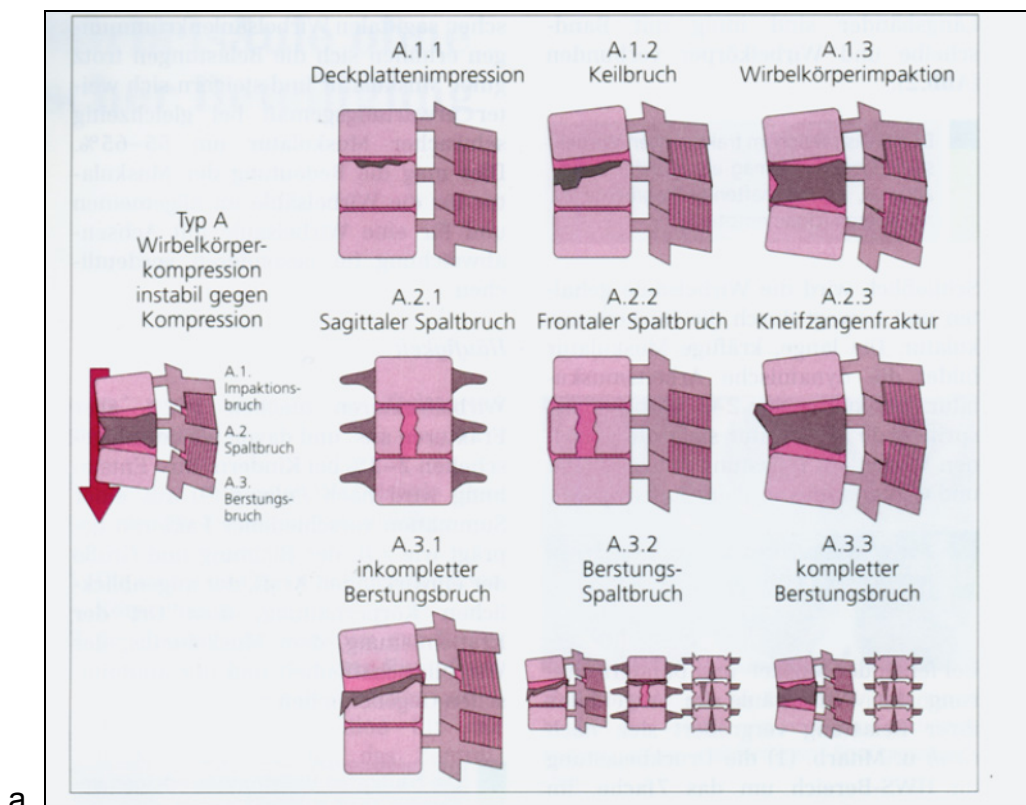 A.1.1
Deckplattenimpression
A.1.2
Keilbruch
A.1.3
Wirbelkörperimpaktion
Typ A
Wirbelkörper-
kompression
instabil gegen
Kompression
A.1.
Impaktions-
bruch
A.2.
Spaltbruch
A.3.
Berstungs-
bruch
A.2.1
Sagittaler Spaltbruch
A.2.2
Frontaler Spaltbruch
A.2.3
Kneifzangenfraktur
A.3.1
inkompletter
Berstungsbruch
A.3.2
Berstungs-
Spaltbruch
A.3.3
kompletter
Berstungsbruch
a